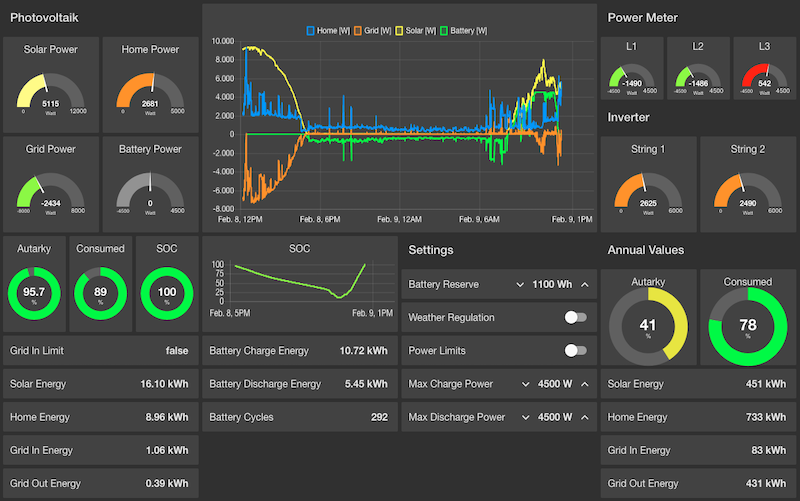 Photovoltaik
Solar Power
5115
0 Watt 12000
Home Power
2681
0 Watt 5000
Grid Power
-2434
-8000 Watt 8000
Battery Power
0
-4500 Watt 4500
Home [W] Grid [W] Solar [W] Battery [W]
10.000
8.000
6.000
4.000
2.000
0
-2.000
-4.000
-6.000
-8.000
Feb. 8, 12PM Feb. 8, 6PM Feb. 9, 12AM Feb. 9, 6AM Feb. 9, 1PM
Power Meter
L1
-1490
-4500 Watt 4500
L2
-1486
-4500 Watt 4500
L3
542
-4500 Watt 4500
Inverter
String 1
2625
0 Watt 6000
String 2
2490
0 Watt 6000
Autarky
95.7
%
Consumed
89
%
SOC
100
%
Grid In Limit false
Solar Energy 16.10 kWh
Home Energy 8.96 kWh
Grid In Energy 1.06 kWh
Grid Out Energy 0.39 kWh
SOC
100
75
50
25
0
Feb. 8, 5PM Feb. 9, 1PM
Battery Charge Energy 10.72 kWh
Battery Discharge Energy 5.45 kWh
Battery Cycles 292
Settings
Battery Reserve 1100 Wh
Weather Regulation
Power Limits
Max Charge Power 4500 W
Max Discharge Power 4500 W
Annual Values
Autarky
41
%
Consumed
78
%
Solar Energy 451 kWh
Home Energy 733 kWh
Grid In Energy 83 kWh
Grid Out Energy 431 kWh